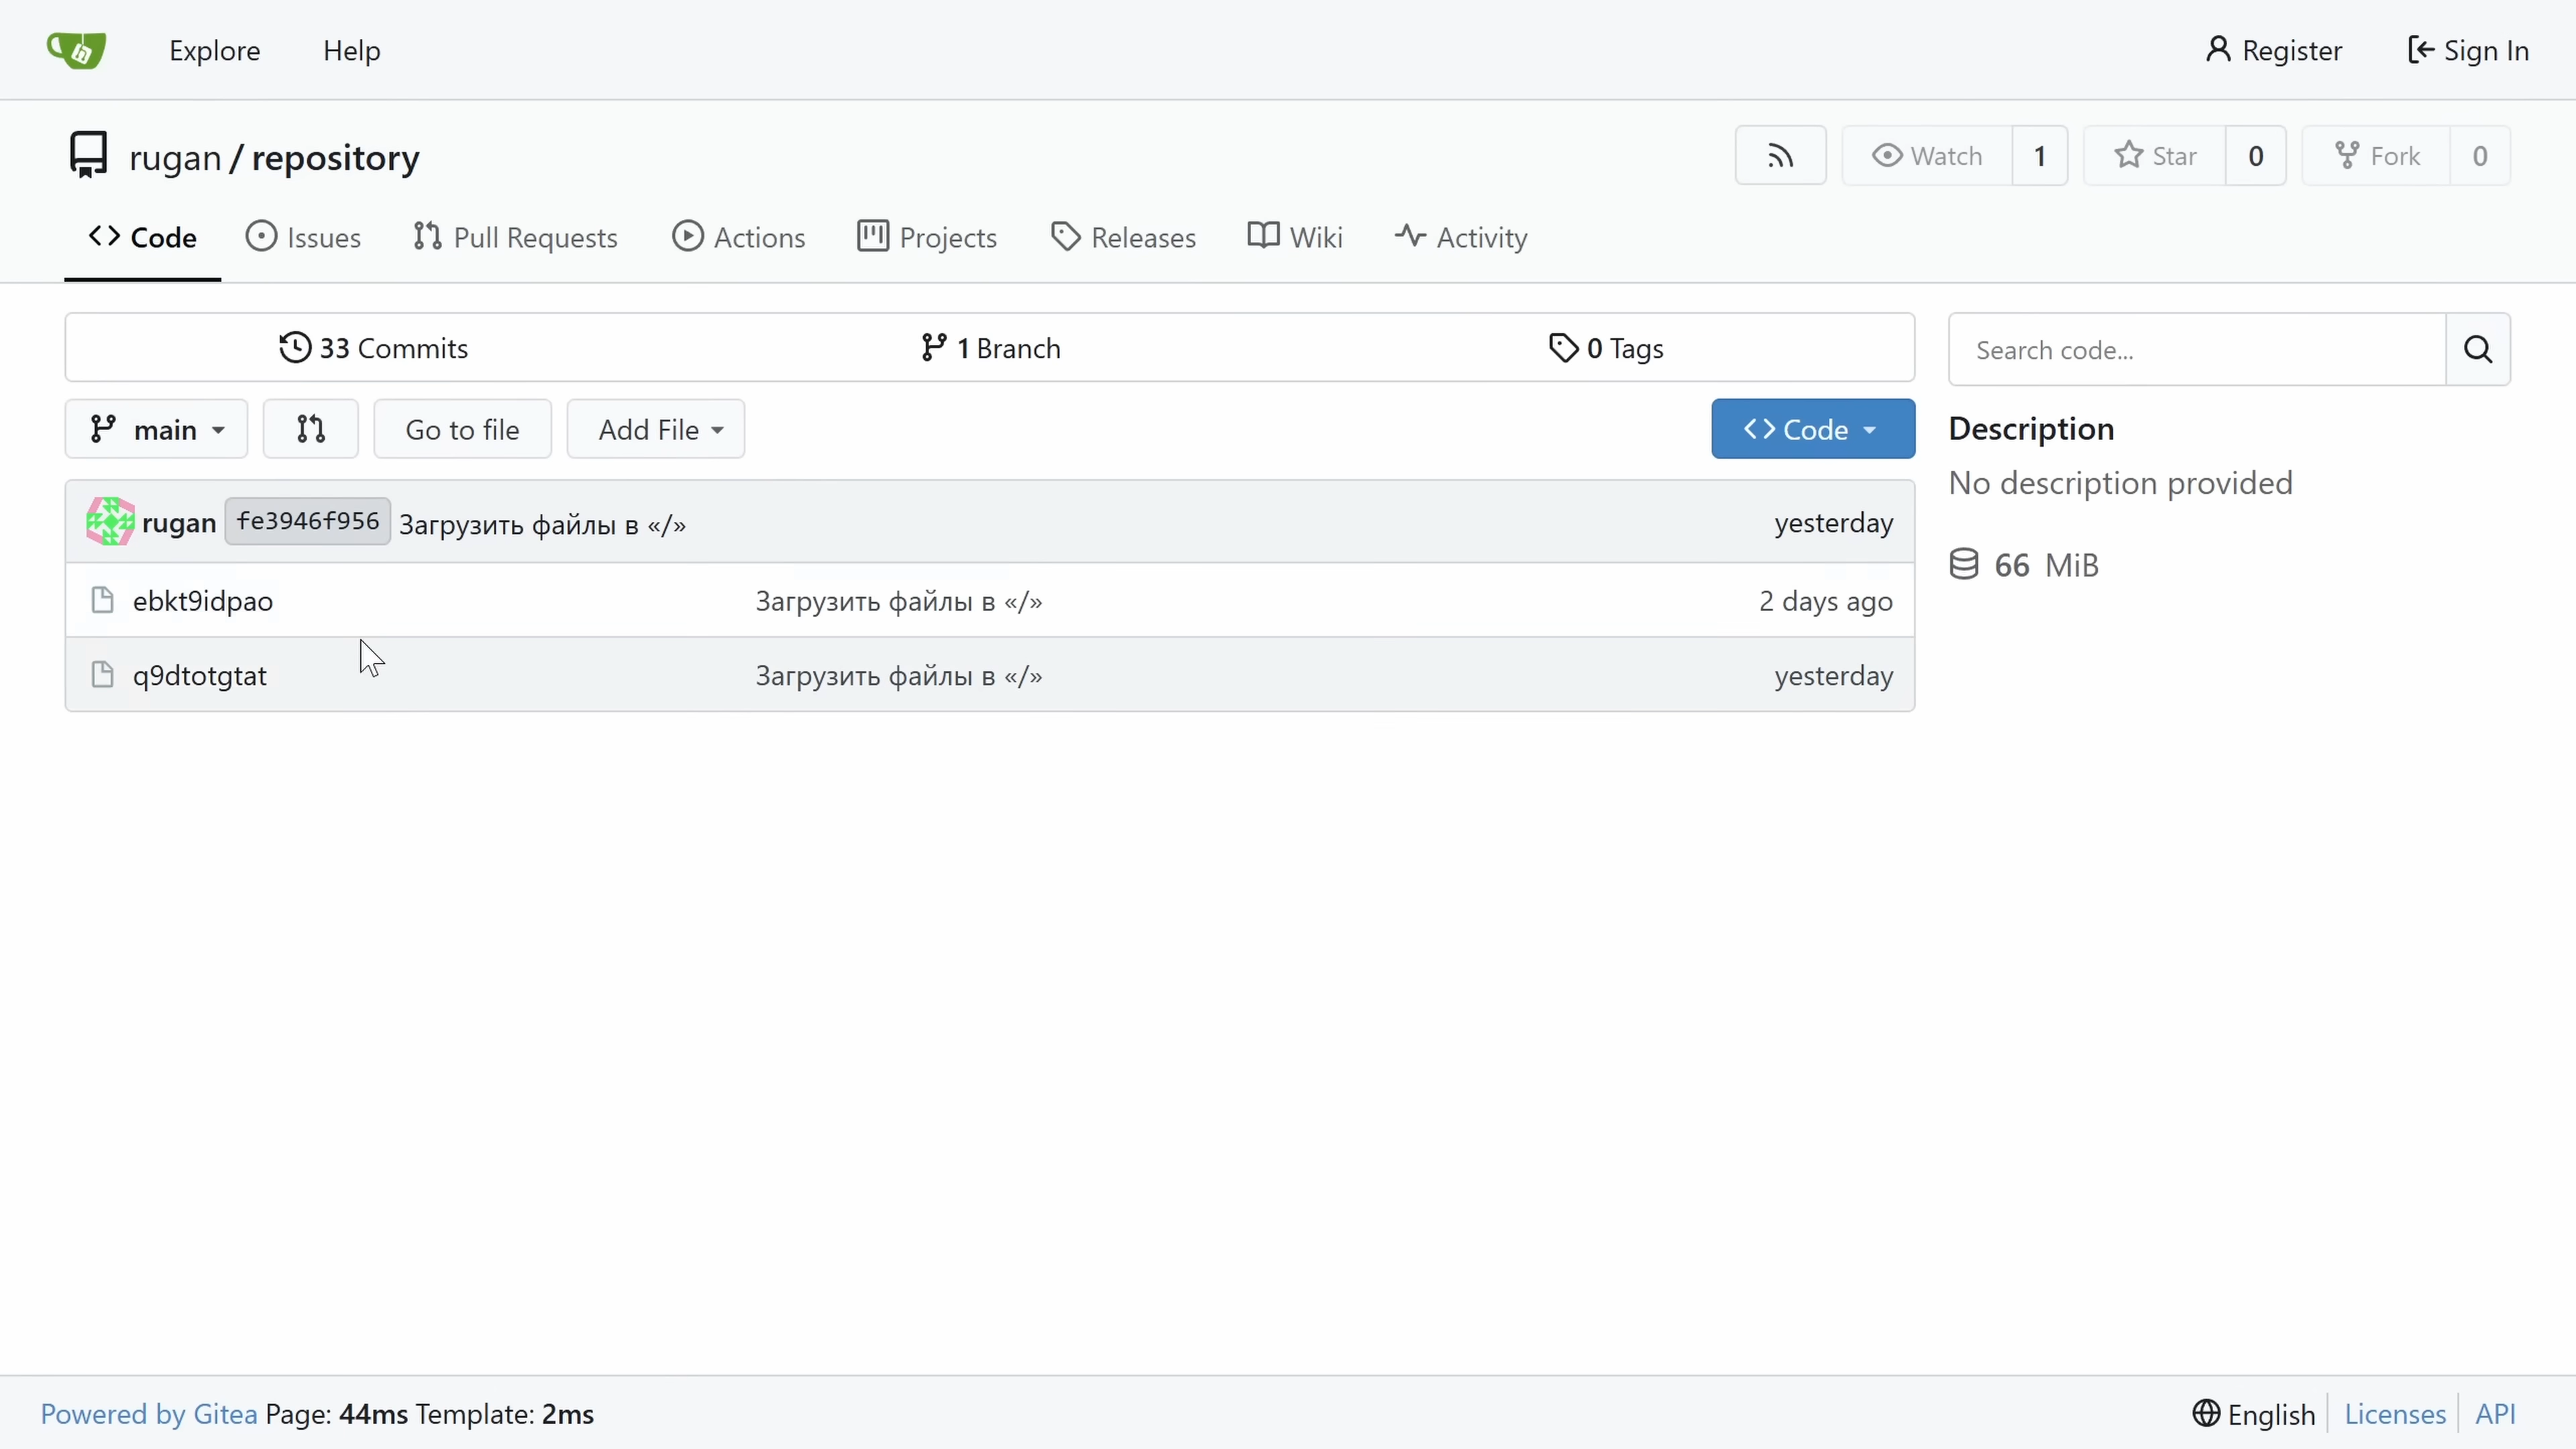 Explore Help Register Sign In
rugan / repository Watch 1 Star 0 Fork 0
Code Issues Pull Requests Actions Projects Releases Wiki Activity
33 Commits 1 Branch 0 Tags Search code...
main Go to file Add File Code Description
No description provided
rugan fe3946f956 Загрузить файлы в «/» yesterday
66 MiB
ebkt9idpao Загрузить файлы в «/» 2 days ago
q9dtotgtat Загрузить файлы в «/» yesterday
Powered by Gitea Page: 44ms Template: 2ms English Licenses API